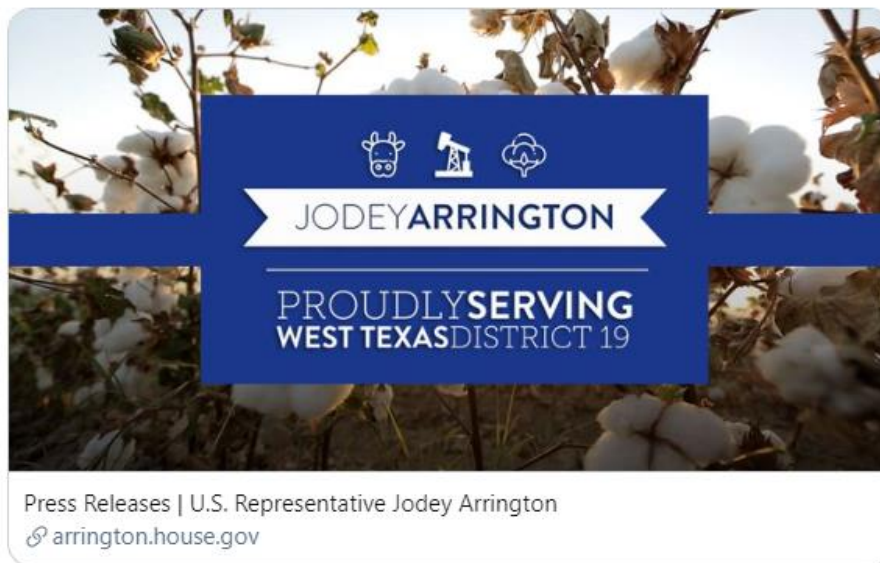 JODEYARRINGTON
PROUDLYSERVING
WEST TEXASDISTRICT 19
Press Releases | U.S. Representative Jodey Arrington
arrington.house.gov